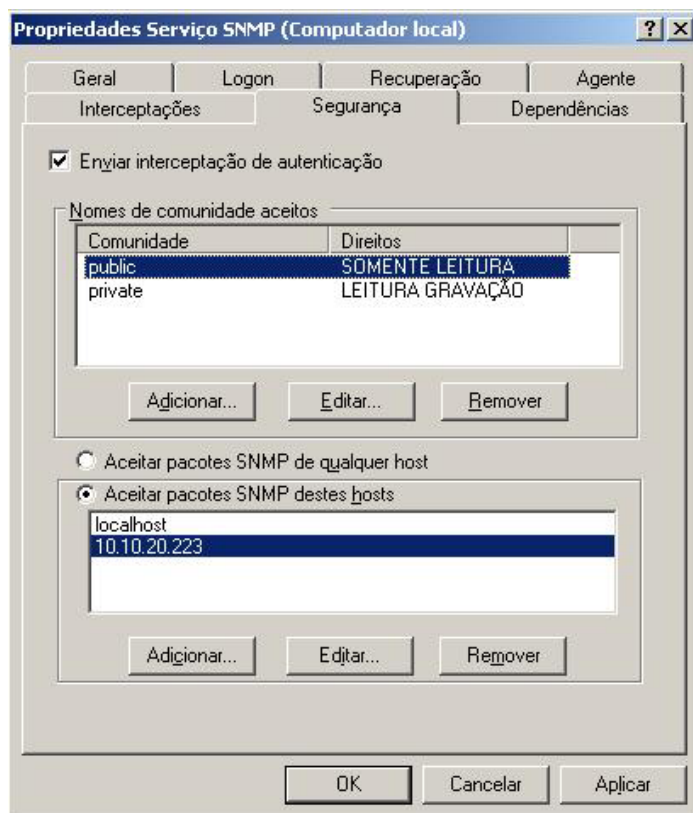 Propriedades Serviço SNMP (Computador local)
Geral Logon Recuperação Agente
Interceptações Segurança Dependências
Enviar interceptação de autenticação
Nomes de comunidade aceitos
Comunidade Direitos
public SOMENTE LEITURA
private LEITURA GRAVAÇÃO
Adicionar... Editar... Remover
Aceitar pacotes SNMP de qualquer host
Aceitar pacotes SNMP destes hosts
localhost
10.10.20.223
Adicionar... Editar... Remover
OK Cancelar Aplicar